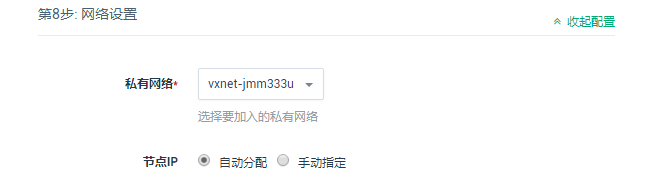 第8步: 网络设置
收起配置
私有网络* vxnet-jmm333u
选择要加入的私有网络
节点IP 自动分配 手动指定